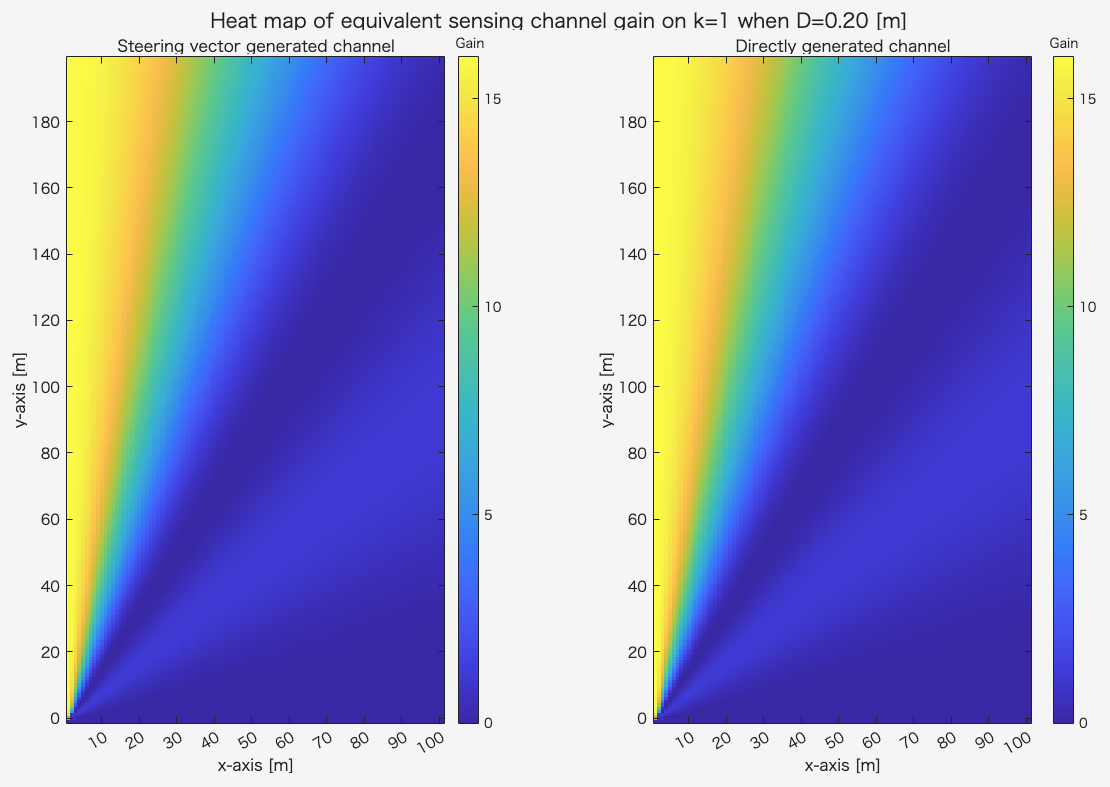 Heat map of equivalent sensing channel gain on k=1 when D=0.20 [m]
Steering vector generated channel
Gain
15
10
5
0
180
160
140
120
100
80
60
40
20
0
y-axis [m]
10 20 30 40 50 60 70 80 90 100
x-axis [m]
Directly generated channel
Gain
15
10
5
0
180
160
140
120
100
80
60
40
20
0
y-axis [m]
10 20 30 40 50 60 70 80 90 100
x-axis [m]